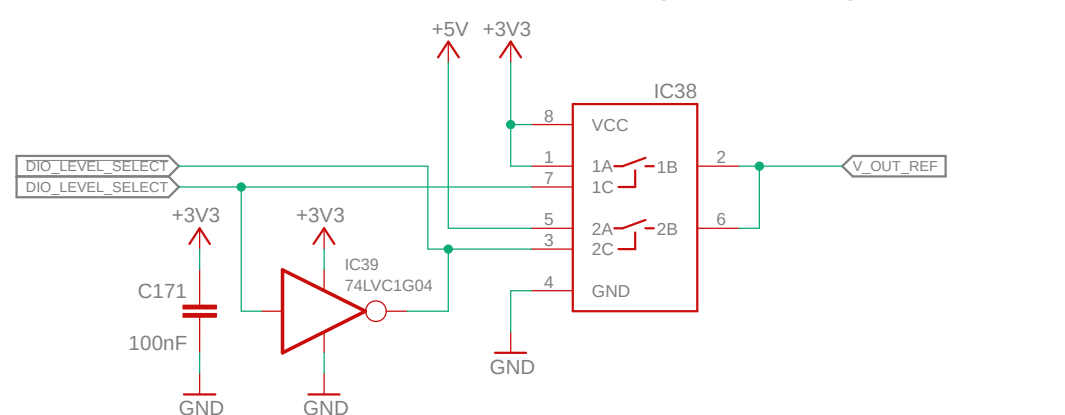 +5V +3V3
IC38
8 VCC
DIO_LEVEL_SELECT
1 1A 1B 2 V_OUT_REF
DIO_LEVEL_SELECT
7 1C
+3V3 +3V3
5 2A 2B 6
3 2C
IC39
74LVC1G04
C171
4 GND
100nF
GND
GND GND